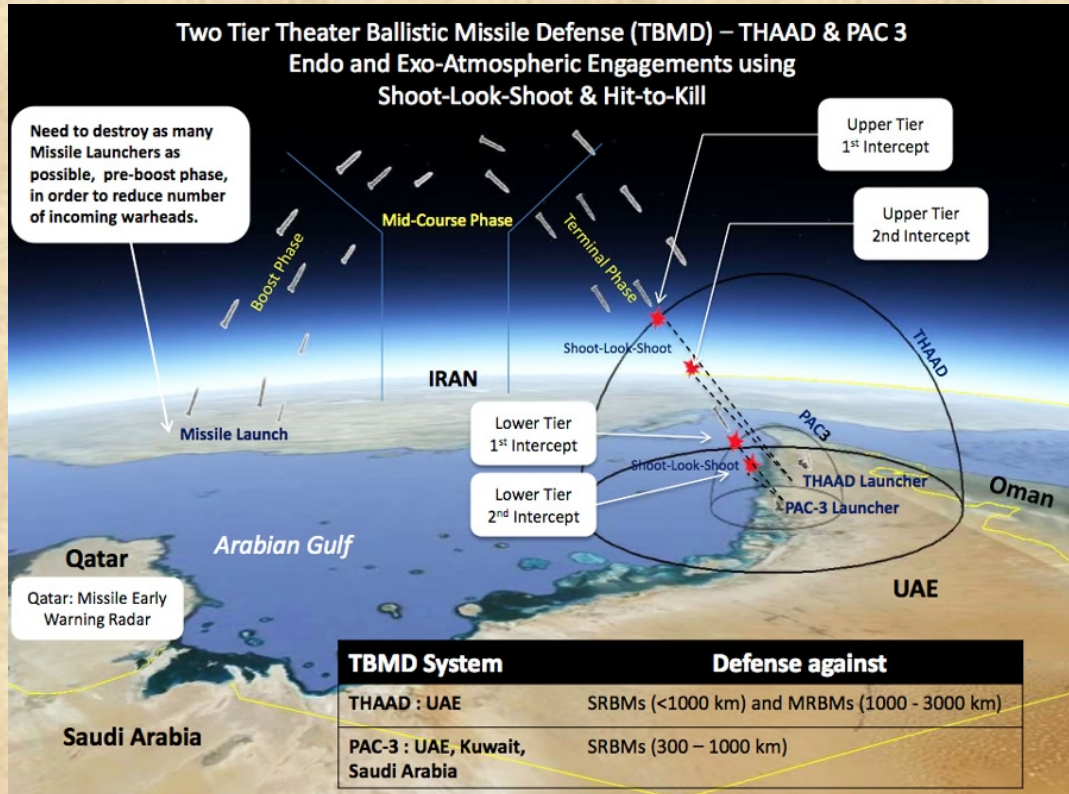 Two Tier Theater Ballistic Missile Defense (TBMD) – THAAD & PAC 3
Endo and Exo-Atmospheric Engagements using
Shoot-Look-Shoot & Hit-to-Kill
Need to destroy as many
Missile Launchers as
possible, pre-boost phase,
in order to reduce number
of incoming warheads.
Upper Tier
1st Intercept
Upper Tier
2nd Intercept
Mid-Course Phase
Boost Phase
Terminal Phase
THAAD
Shoot-Look-Shoot
IRAN
Missile Launch
Lower Tier
1st Intercept
PAC3
Shoot-Look-Shoot
Lower Tier
2nd Intercept
THAAD Launcher
PAC-3 Launcher
Oman
Arabian Gulf
Qatar
Qatar: Missile Early
Warning Radar
UAE
Saudi Arabia
TBMD System Defense against
THAAD : UAE SRBMs (<1000 km) and MRBMs (1000 - 3000 km)
PAC-3 : UAE, Kuwait, SRBMs (300 – 1000 km)
Saudi Arabia